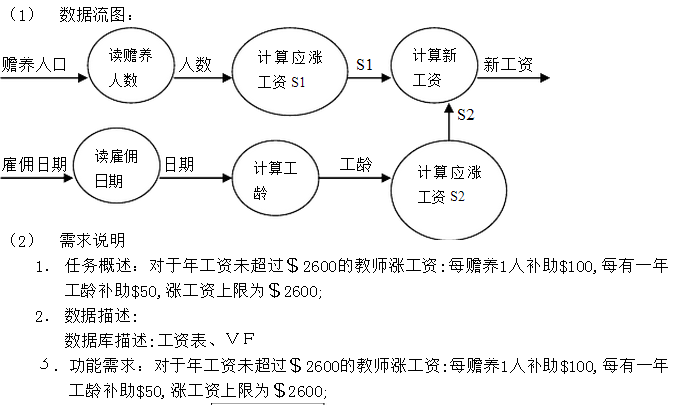 (1) 数据流图:
赡养人口
读赡养
人数
人数
计算应涨
工资 S1
S1
计算新
工资
新工资
S2
雇佣日期
读雇佣
日期
日期
计算工
龄
工龄
计算应涨
工资 S2
(2) 需求说明
1. 任务概述: 对于年工资未超过＄2600的教师涨工资:每赡养1人补助$100,每有一年
工龄补助$50,涨工资上限为＄2600;
2. 数据描述:
数据库描述:工资表、ＶＦ
3. 功能需求: 对于年工资未超过＄2600的教师涨工资:每赡养1人补助$100,每有一年
工龄补助$50,涨工资上限为＄2600;